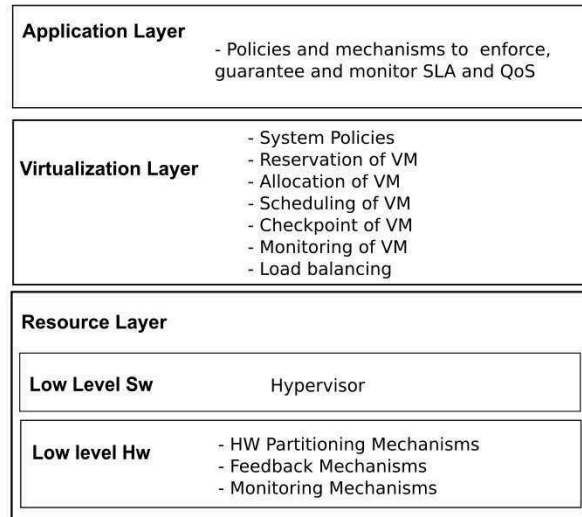 Application Layer
- Policies and mechanisms to enforce,
guarantee and monitor SLA and QoS
Virtualization Layer
- System Policies
- Reservation of VM
- Allocation of VM
- Scheduling of VM
- Checkpoint of VM
- Monitoring of VM
- Load balancing
Resource Layer
Low Level Sw
Hypervisor
Low level Hw
- HW Partitioning Mechanisms
- Feedback Mechanisms
- Monitoring Mechanisms